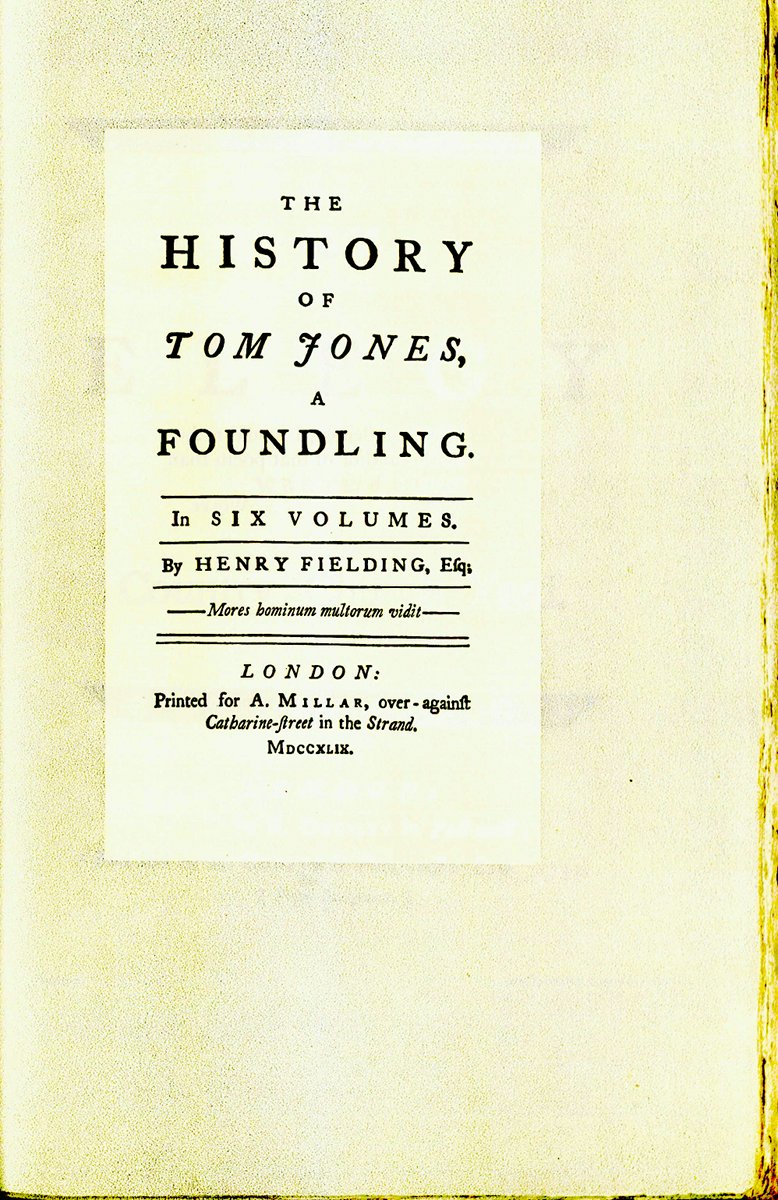 THE
HISTORY
OF
TOM JONES,
A
FOUNDLING.
In SIX VOLUMES.
By HENRY FIELDING, Eſq;
——Mores hominum multorum vidit——
LONDON:
Printed for A. MILLAR, over-againſt
Catharine-ſtreet in the Strand.
MDCCXLIX.